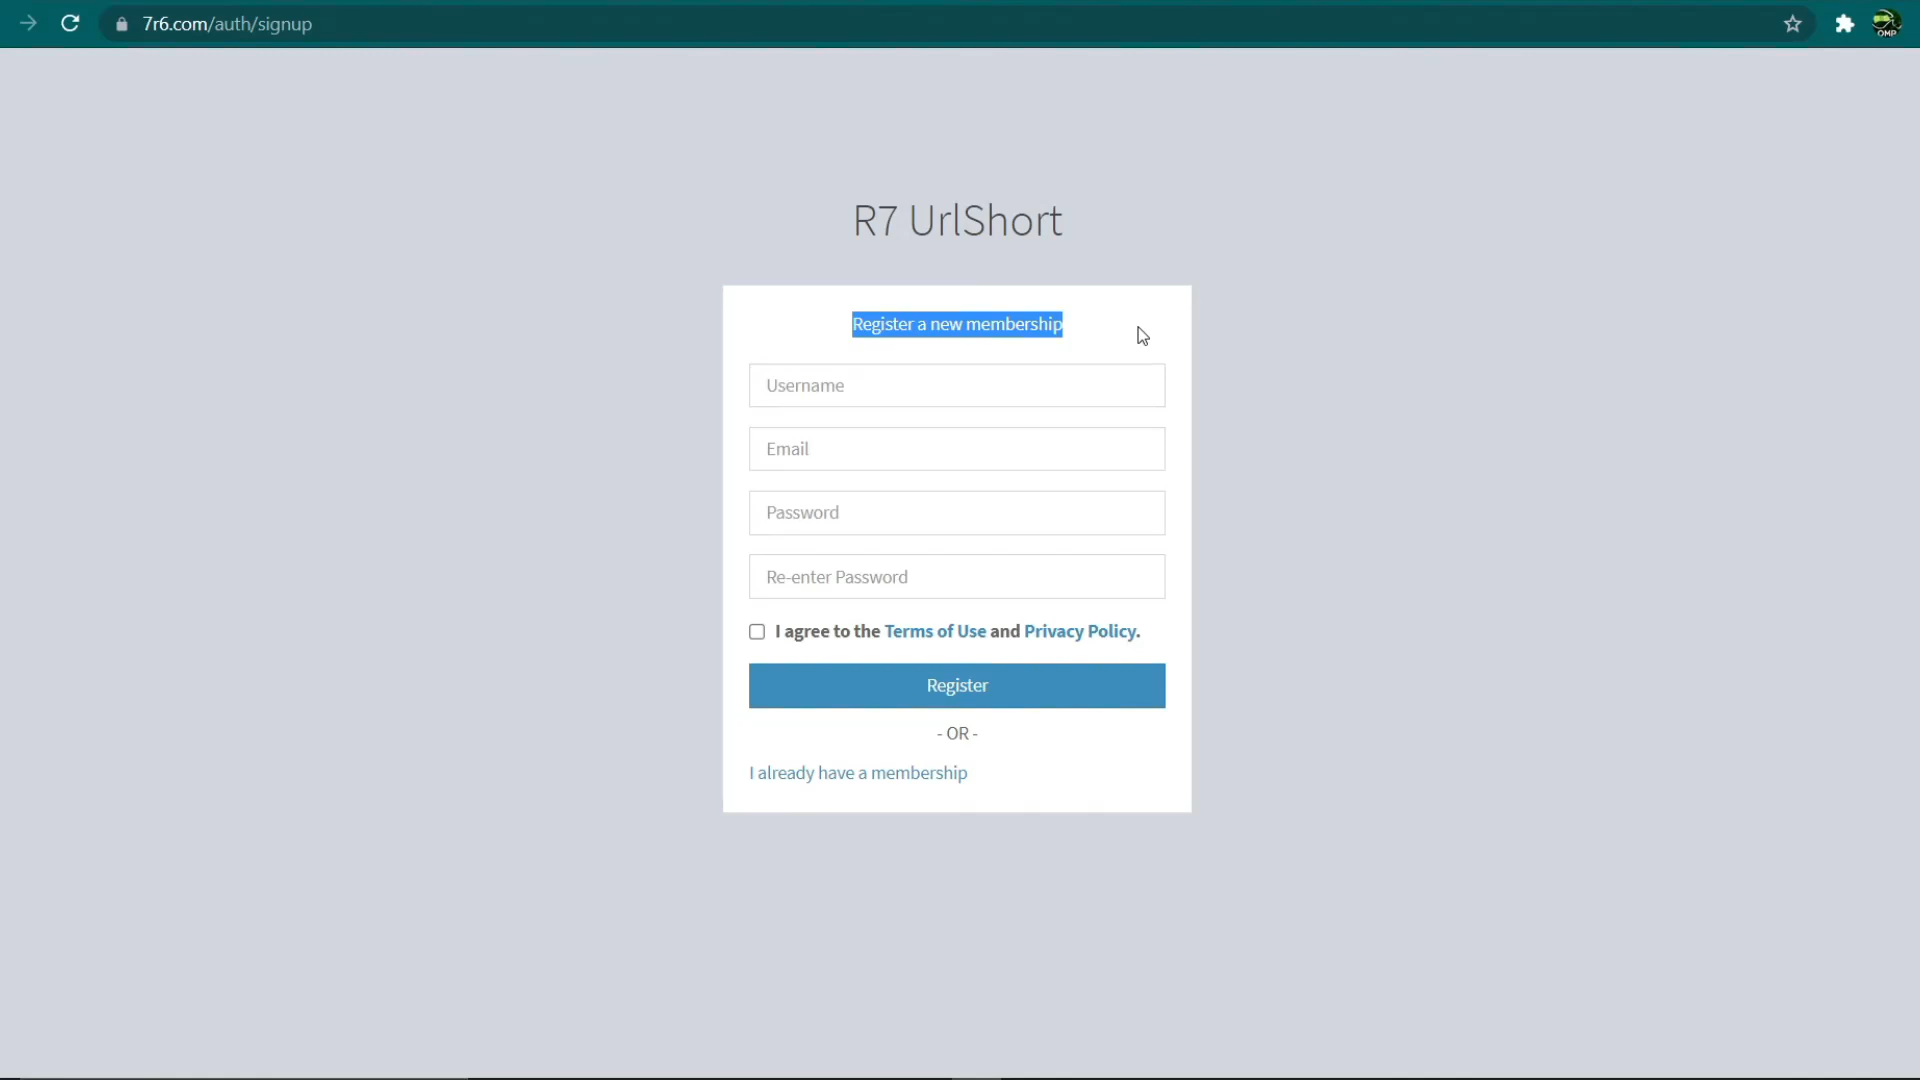 7r6.com/auth/signup
OMP
R7 UrlShort
Register a new membership
Username
Email
Password
Re-enter Password
I agree to the Terms of Use and Privacy Policy.
Register
- OR -
I already have a membership